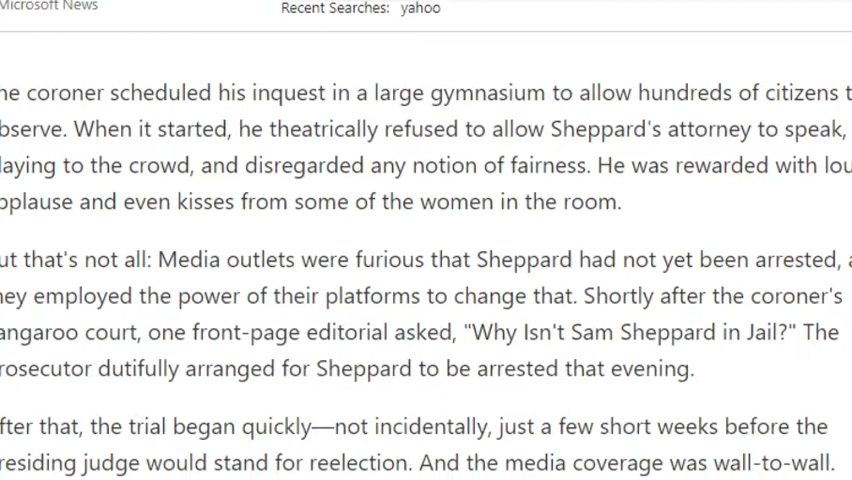 Microsoft News
Recent Searches: yahoo
he coroner scheduled his inquest in a large gymnasium to allow hundreds of citizens t
bserve. When it started, he theatrically refused to allow Sheppard's attorney to speak,
laying to the crowd, and disregarded any notion of fairness. He was rewarded with lou
pplause and even kisses from some of the women in the room.
ut that's not all: Media outlets were furious that Sheppard had not yet been arrested, a
hey employed the power of their platforms to change that. Shortly after the coroner's
angaroo court, one front-page editorial asked, "Why Isn't Sam Sheppard in Jail?" The
rosecutor dutifully arranged for Sheppard to be arrested that evening.
fter that, the trial began quickly—not incidentally, just a few short weeks before the
residing judge would stand for reelection. And the media coverage was wall-to-wall.